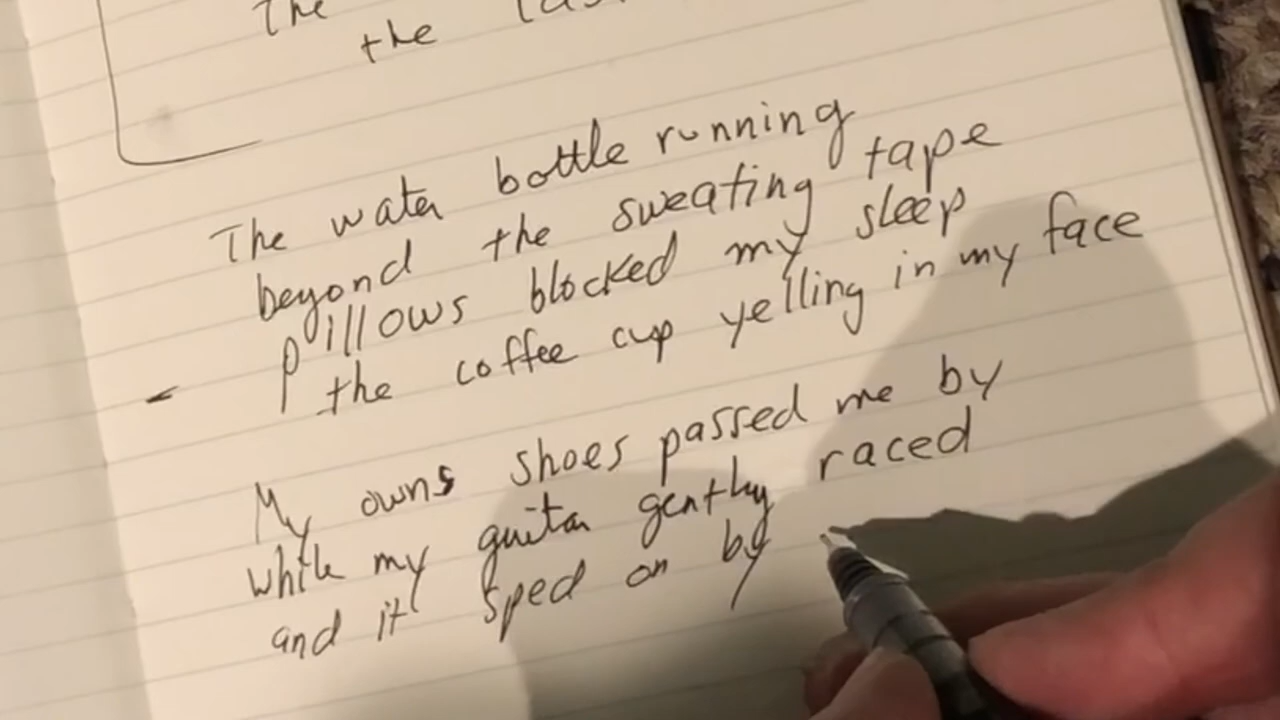 The
the
The water bottle running
beyond the sweating tape
Pillows blocked my sleep
- the coffee cup yelling in my face
My owns shoes passed me by
while my guitar gently raced
and it sped on by